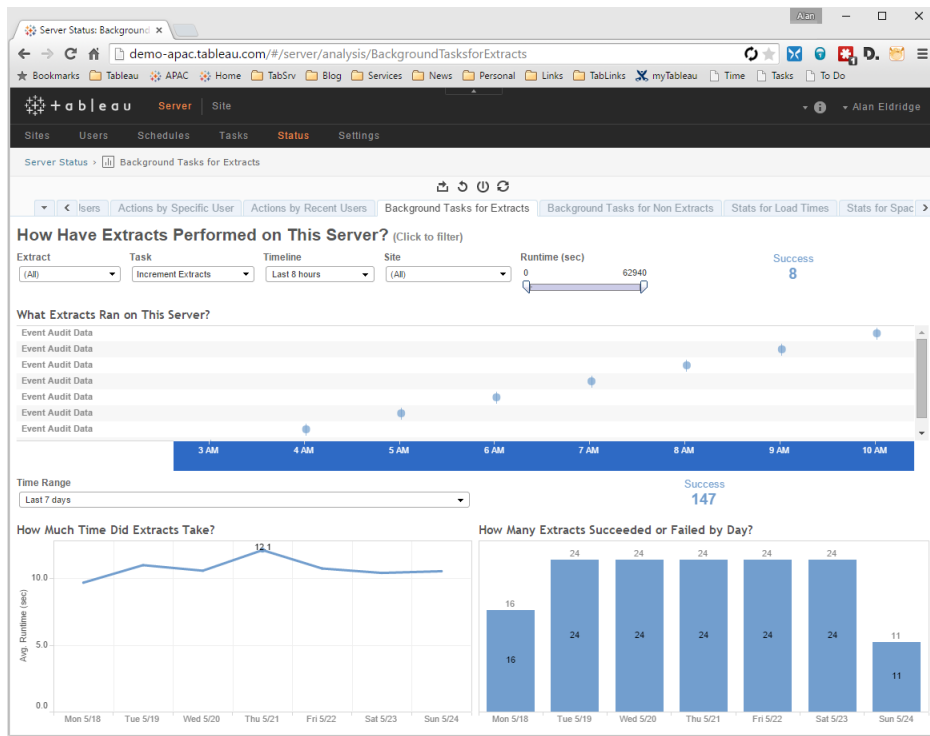 Alan
Server Status: Background
demo-apac.tableau.com/#/server/analysis/BackgroundTasksforExtracts
Bookmarks Tableau APAC Home TabSrv Blog Services News Personal Links TabLinks myTableau Time Tasks To Do
+ableau Server Site Alan Eldridge
Sites Users Schedules Tasks Status Settings
Server Status › Background Tasks for Extracts
Actions by Specific User Actions by Recent Users Background Tasks for Extracts Background Tasks for Non Extracts Stats for Load Times Stats for Spac
How Have Extracts Performed on This Server? (Click to filter)
Extract Task Timeline Site Runtime (sec) Success
(All) Increment Extracts Last 8 hours (All) 0 62940 8
What Extracts Ran on This Server?
Event Audit Data
Event Audit Data
Event Audit Data
Event Audit Data
Event Audit Data
Event Audit Data
Event Audit Data
3 AM 4 AM 5 AM 6 AM 7 AM 8 AM 9 AM 10 AM
Time Range Success
Last 7 days 147
How Much Time Did Extracts Take?
12.1
10.0
5.0
0.0
Avg. Runtime (sec)
Mon 5/18 Tue 5/19 Wed 5/20 Thu 5/21 Fri 5/22 Sat 5/23 Sun 5/24
How Many Extracts Succeeded or Failed by Day?
16 24 24 24 24 24 11
16 24 24 24 24 24 11
Mon 5/18 Tue 5/19 Wed 5/20 Thu 5/21 Fri 5/22 Sat 5/23 Sun 5/24